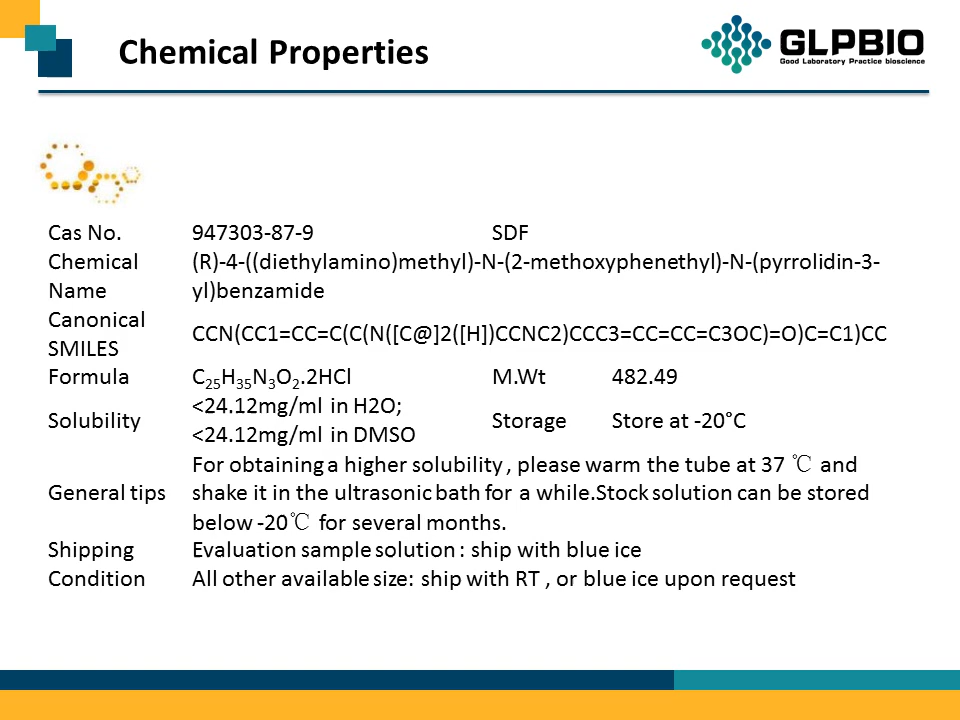 Chemical Properties
GLPBIO
Good Laboratory Practice bioscience
Cas No. 947303-87-9 SDF
Chemical Name (R)-4-((diethylamino)methyl)-N-(2-methoxyphenethyl)-N-(pyrrolidin-3-
yl)benzamide
Canonical SMILES CCN(CC1=CC=C(C(N([C@]2([H])CCNC2)CCC3=CC=CC=C3OC)=O)C=C1)CC
Formula C25H35N3O2.2HCl M.Wt 482.49
Solubility <24.12mg/ml in H2O;
<24.12mg/ml in DMSO Storage Store at -20°C
General tips For obtaining a higher solubility , please warm the tube at 37 ℃ and
shake it in the ultrasonic bath for a while.Stock solution can be stored
below -20℃ for several months.
Shipping Condition Evaluation sample solution : ship with blue ice
All other available size: ship with RT , or blue ice upon request